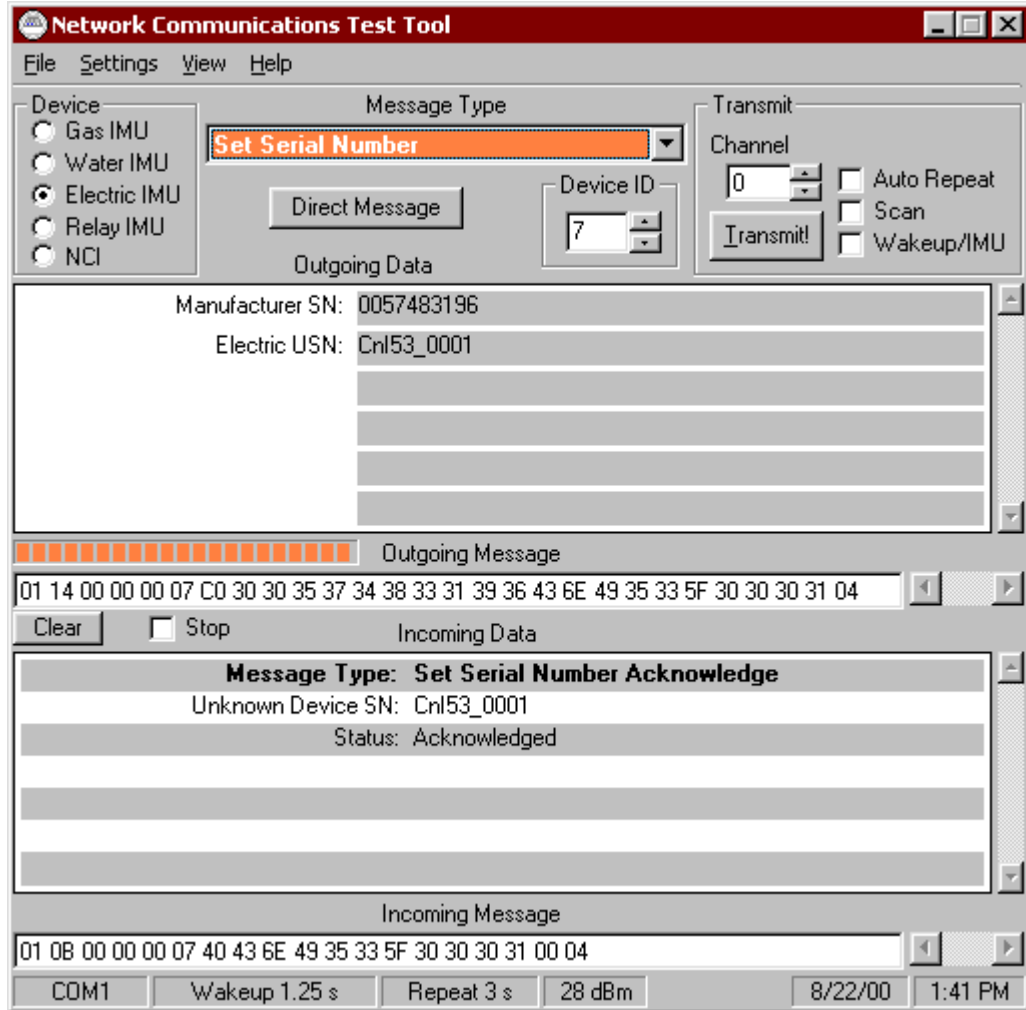 Network Communications Test Tool
File Settings View Help
Device
Gas IMU
Water IMU
Electric IMU
Relay IMU
NCI
Message Type
Set Serial Number
Direct Message
Device ID
7
Transmit
Channel
0
Transmit!
Auto Repeat
Scan
Wakeup/IMU
Outgoing Data
Manufacturer SN: 0057483196
Electric USN: CnI53_0001
Outgoing Message
01 14 00 00 00 07 C0 30 30 35 37 34 38 33 31 39 36 43 6E 49 35 33 5F 30 30 30 31 04
Clear Stop Incoming Data
Message Type: Set Serial Number Acknowledge
Unknown Device SN: CnI53_0001
Status: Acknowledged
Incoming Message
01 0B 00 00 00 07 40 43 6E 49 35 33 5F 30 30 30 31 00 04
COM1 Wakeup 1.25 s Repeat 3 s 28 dBm 8/22/00 1:41 PM